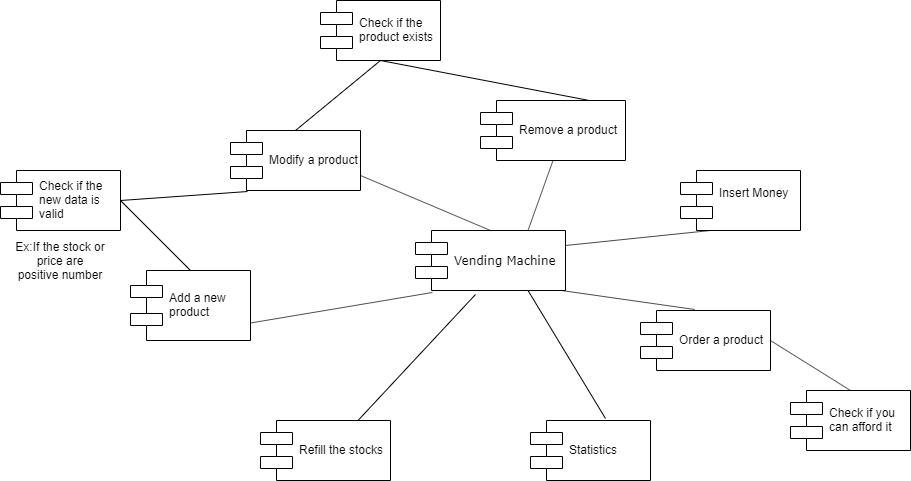 Check if the
product exists
Remove a product
Modify a product
Check if the
new data is
valid
Insert Money
Ex:If the stock or
price are
positive number
Vending Machine
Add a new
product
Order a product
Check if you
can afford it
Refill the stocks
Statistics